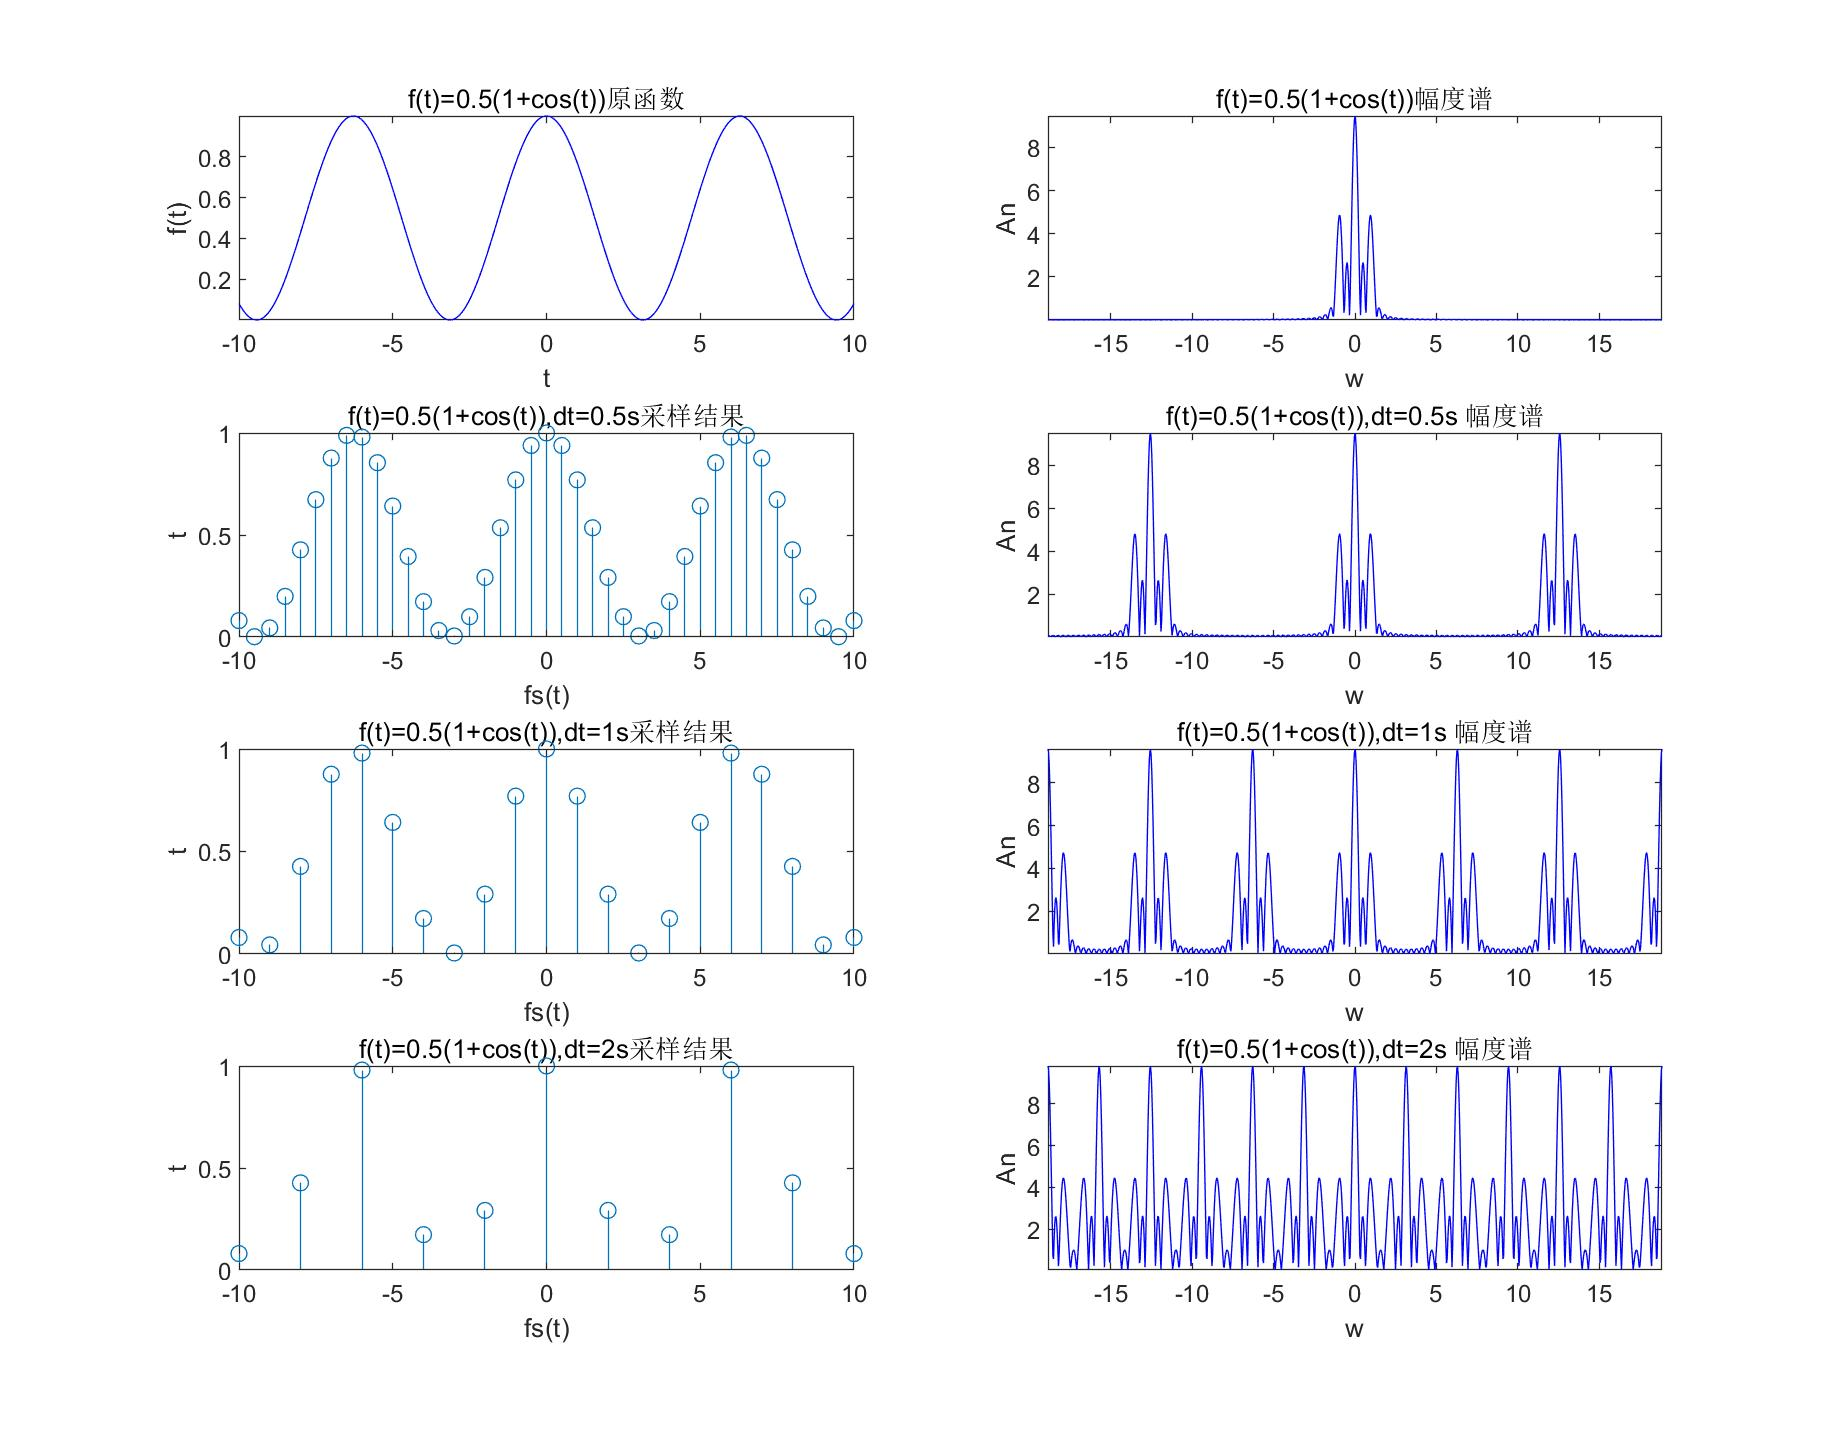 f(t)=0.5(1+cos(t))原函数
f(t)
0.8
0.6
0.4
0.2
-10 -5 0 5 10
t
f(t)=0.5(1+cos(t))幅度谱
An
8
6
4
2
-15 -10 -5 0 5 10 15
w
f(t)=0.5(1+cos(t)),dt=0.5s采样结果
t
1
0.5
0
-10 -5 0 5 10
fs(t)
f(t)=0.5(1+cos(t)),dt=0.5s 幅度谱
An
8
6
4
2
-15 -10 -5 0 5 10 15
w
f(t)=0.5(1+cos(t)),dt=1s采样结果
t
1
0.5
0
-10 -5 0 5 10
fs(t)
f(t)=0.5(1+cos(t)),dt=1s 幅度谱
An
8
6
4
2
-15 -10 -5 0 5 10 15
w
f(t)=0.5(1+cos(t)),dt=2s采样结果
t
1
0.5
0
-10 -5 0 5 10
fs(t)
f(t)=0.5(1+cos(t)),dt=2s 幅度谱
An
8
6
4
2
-15 -10 -5 0 5 10 15
w